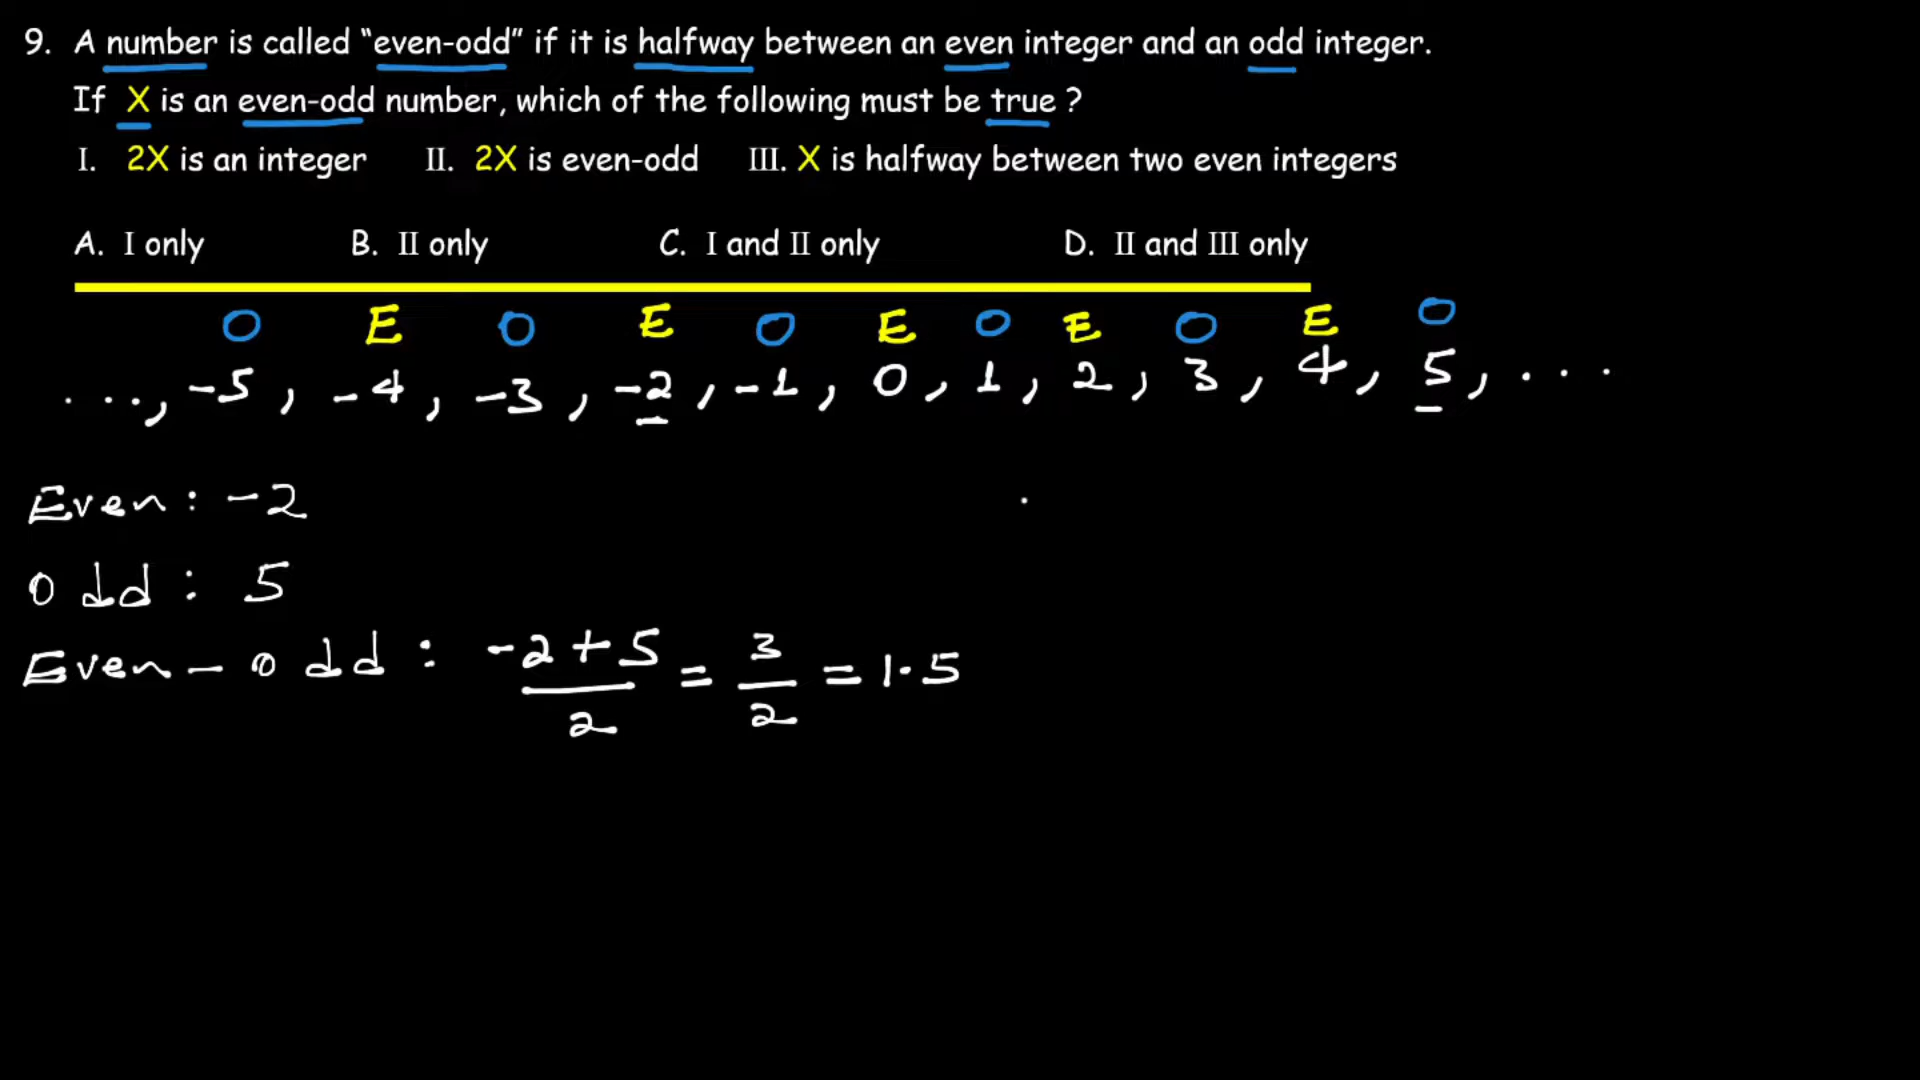 9. A number is called “even-odd” if it is halfway between an even integer and an odd integer.
If X is an even-odd number, which of the following must be true ?
I. 2X is an integer II. 2X is even-odd III. X is halfway between two even integers
A. I only B. II only C. I and II only D. II and III only
O E O E O E O E O E O
..., -5, -4, -3, -2, -1, 0, 1, 2, 3, 4, 5, ...
Even: -2
Odd: 5
Even-odd: -2+5/2 = 3/2 = 1.5